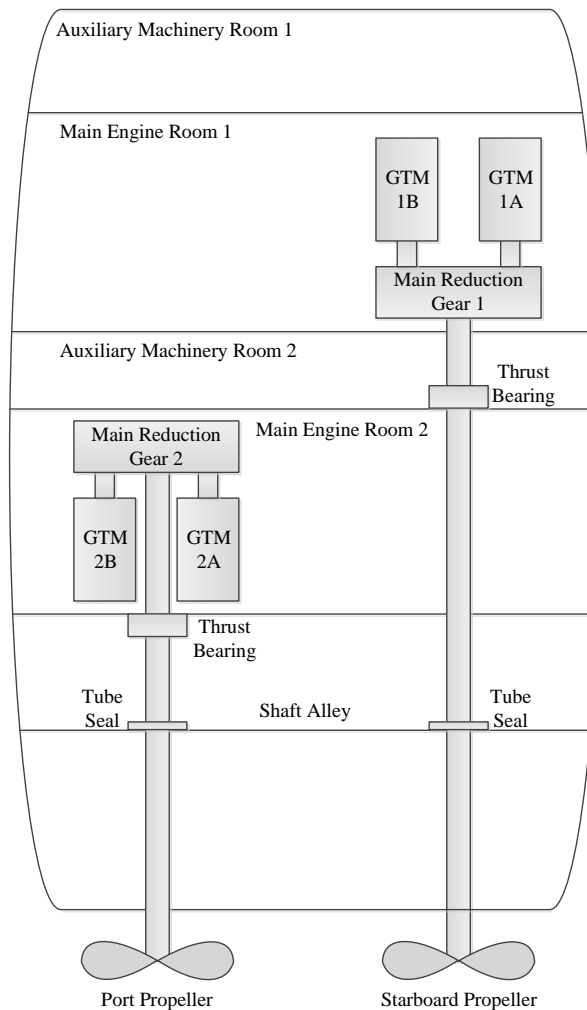 Auxiliary Machinery Room 1
Main Engine Room 1
GTM
1B
GTM
1A
Main Reduction
Gear 1
Auxiliary Machinery Room 2
Thrust
Bearing
Main Reduction
Gear 2
Main Engine Room 2
GTM
2B
GTM
2A
Thrust
Bearing
Tube
Seal
Shaft Alley
Tube
Seal
Port Propeller
Starboard Propeller